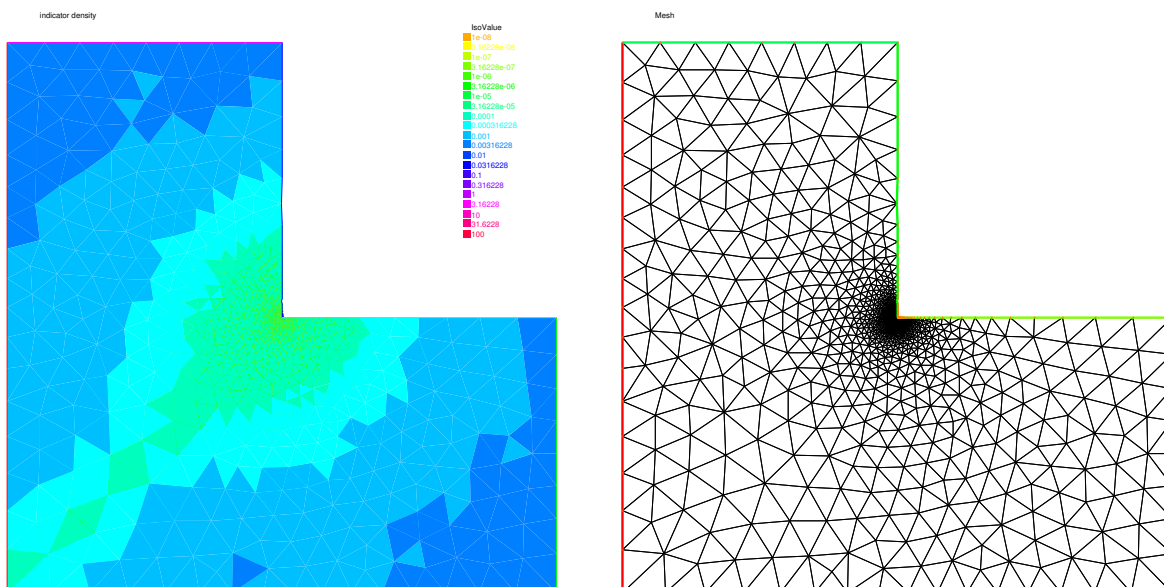 indicator density
IsoValue
1e-08
3.16228e-08
1e-07
3.16228e-07
1e-06
3.16228e-06
1e-05
3.16228e-05
0.0001
0.000316228
0.001
0.00316228
0.01
0.0316228
0.1
0.316228
1
3.16228
10
31.6228
100
Mesh